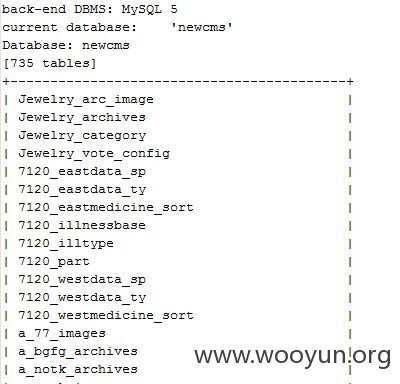 back-end DBMS: MySQL 5
current database:    'newcms'
Database: newcms
[735 tables]
+---------------------------------------+
| Jewelry_arc_image                     |
| Jewelry_archives                      |
| Jewelry_category                      |
| Jewelry_vote_config                   |
| 7120_eastdata_sp                      |
| 7120_eastdata_ty                      |
| 7120_eastmedicine_sort                |
| 7120_illnessbase                      |
| 7120_illtype                          |
| 7120_part                             |
| 7120_westdata_sp                      |
| 7120_westdata_ty                      |
| 7120_westmedicine_sort                |
| a_77_images                           |
| a_bgfg_archives                       |
| a_notk_archives                       |
www.wooyun.org